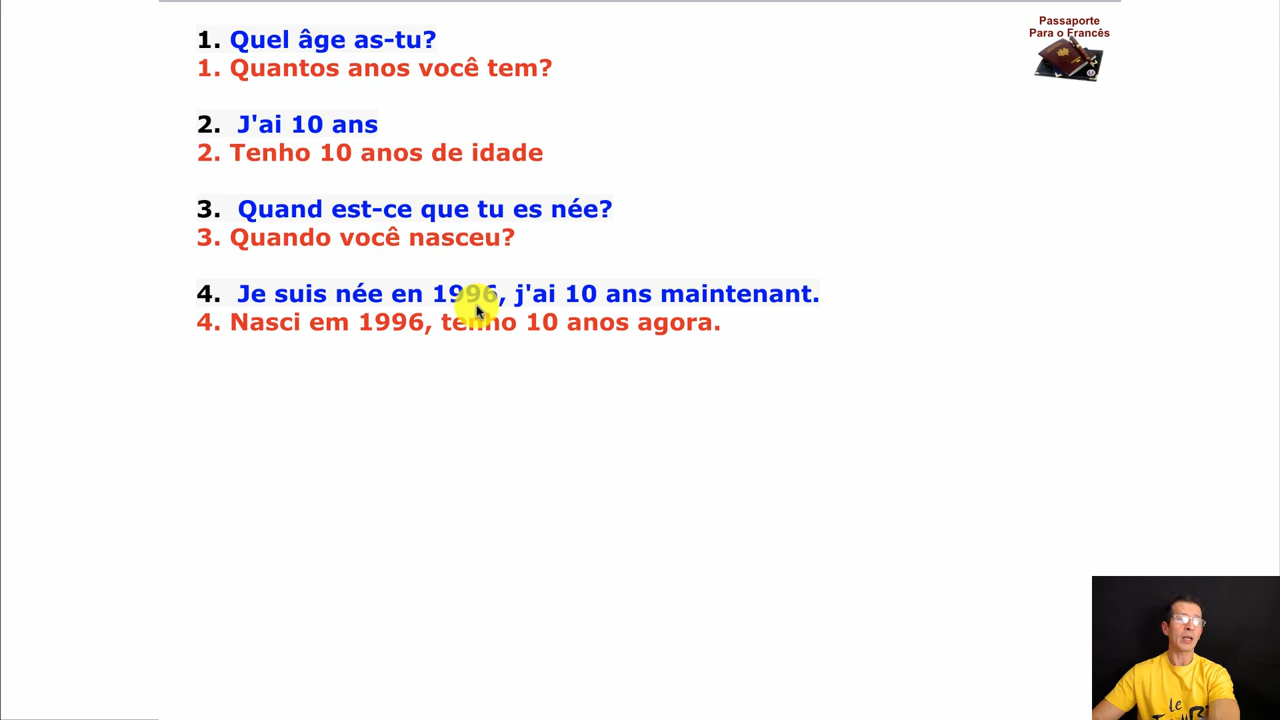 Passaporte
Para o Francês
1. Quel âge as-tu?
1. Quantos anos você tem?
2. J'ai 10 ans
2. Tenho 10 anos de idade
3. Quand est-ce que tu es née?
3. Quando você nasceu?
4. Je suis née en 1996, j'ai 10 ans maintenant.
4. Nasci em 1996, tenho 10 anos agora.
le